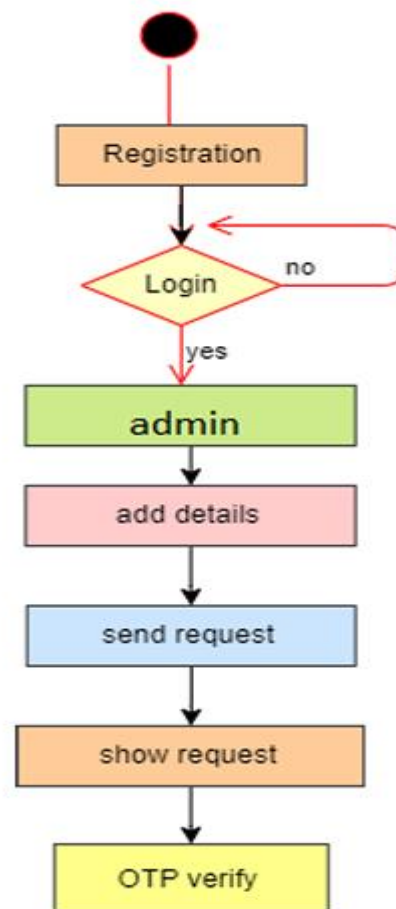 Registration
Login
no
yes
admin
add details
send request
show request
OTP verify